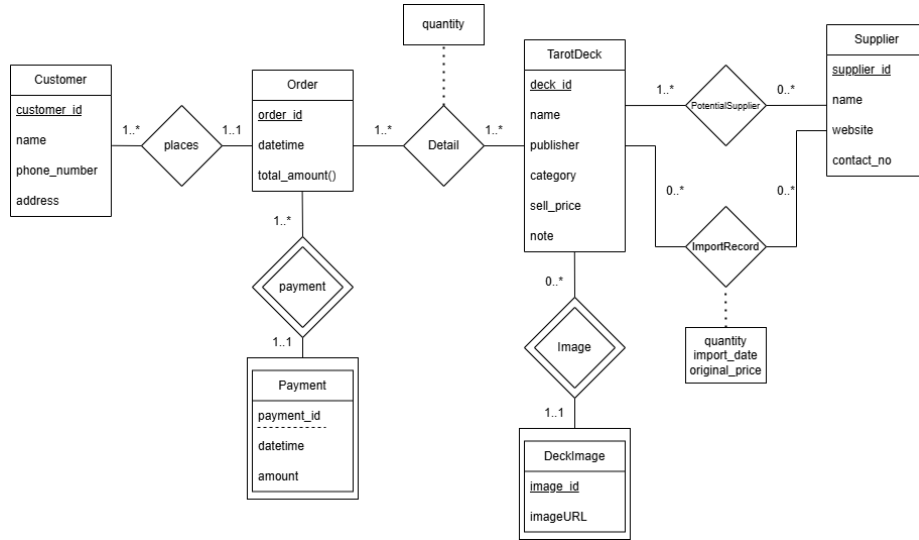 quantity
Customer
customer_id
name
phone_number
address
1..*
places
1..1
Order
order_id
datetime
total_amount()
1..*
Detail
1..*
TarotDeck
deck_id
name
publisher
category
sell_price
note
1..*
PotentialSupplier
0..*
Supplier
supplier_id
name
website
contact_no
0..*
ImportRecord
0..*
quantity
import_date
original_price
1..*
payment
1..1
Payment
payment_id
datetime
amount
0..*
Image
1..1
DeckImage
image_id
imageURL